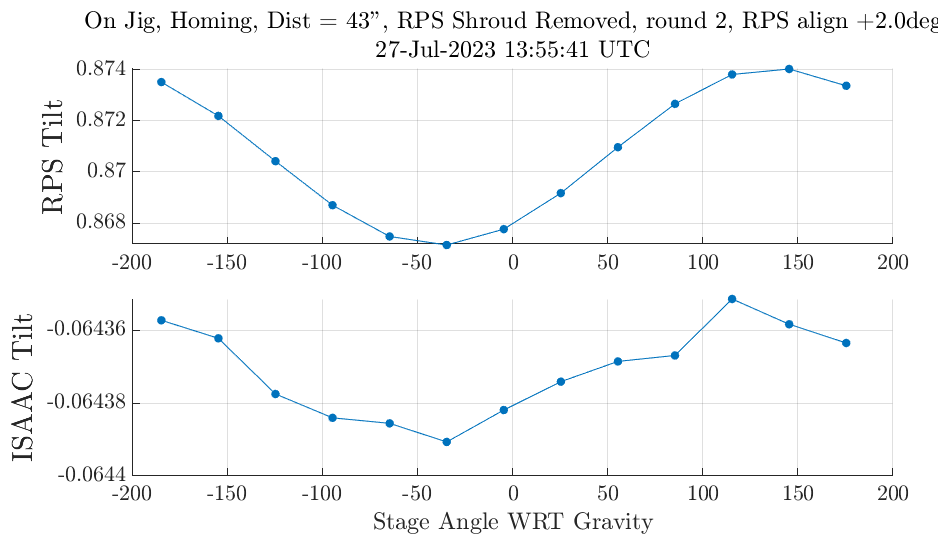 On Jig, Homing, Dist = 43”, RPS Shroud Removed, round 2, RPS align +2.0deg
27-Jul-2023 13:55:41 UTC
RPS Tilt
0.874
0.872
0.87
0.868
-200 -150 -100 -50 0 50 100 150 200
ISAAC Tilt
-0.06436
-0.06438
-0.0644
-200 -150 -100 -50 0 50 100 150 200
Stage Angle WRT Gravity